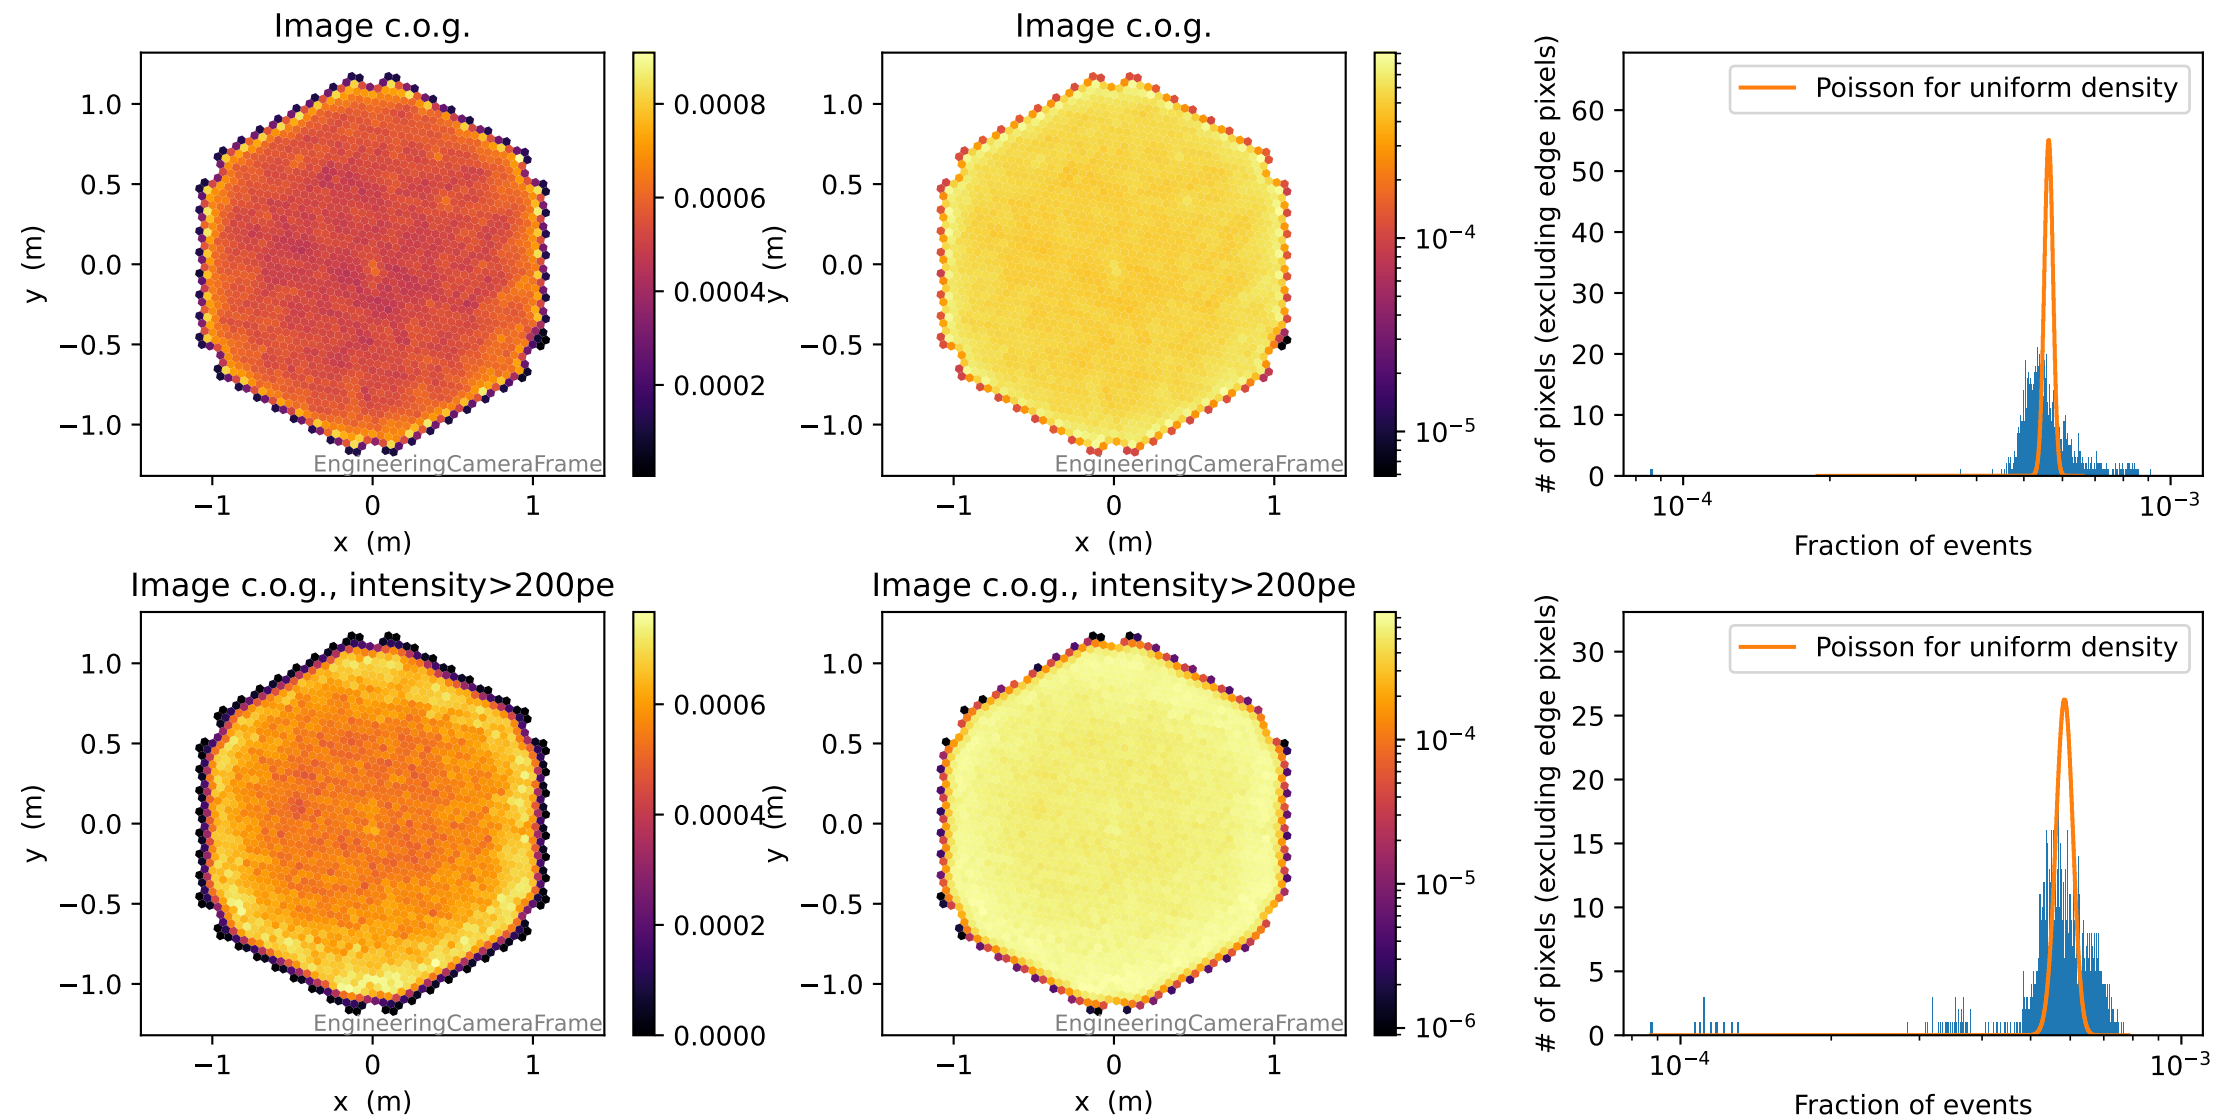 Image c.o.g.
1.0
0.5
0.0
−0.5
−1.0
y (m)
−1
0
1
x (m)
EngineeringCameraFrame
0.0008
0.0006
0.0004
0.0002
Image c.o.g.
1.0
0.5
0.0
−0.5
−1.0
y (m)
−1
0
1
x (m)
EngineeringCameraFrame
10⁻⁴
10⁻⁵
# of pixels (excluding edge pixels)
60
50
40
30
20
10
0
Poisson for uniform density
10⁻⁴
10⁻³
Fraction of events
Image c.o.g., intensity>200pe
1.0
0.5
0.0
−0.5
−1.0
y (m)
−1
0
1
x (m)
EngineeringCameraFrame
0.0006
0.0004
0.0002
0.0000
Image c.o.g., intensity>200pe
1.0
0.5
0.0
−0.5
−1.0
y (m)
−1
0
1
x (m)
EngineeringCameraFrame
10⁻⁴
10⁻⁵
10⁻⁶
# of pixels (excluding edge pixels)
30
25
20
15
10
5
0
Poisson for uniform density
10⁻⁴
10⁻³
Fraction of events